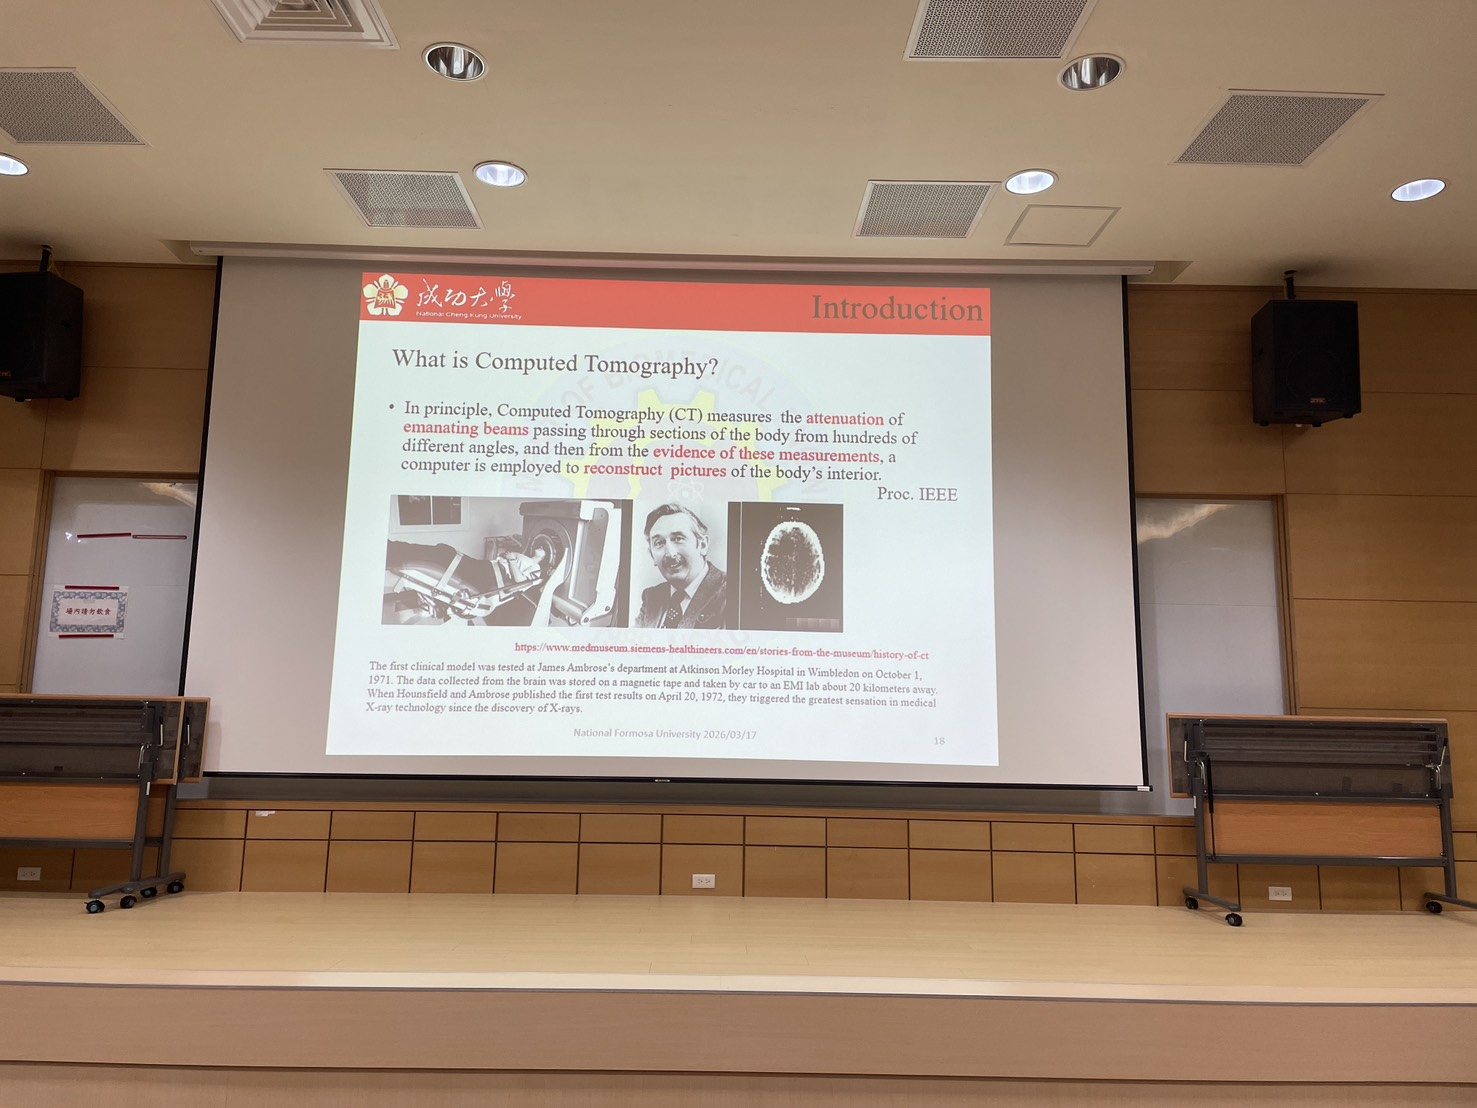 成功大學
National Cheng Kung University
Introduction
What is Computed Tomography?
• In principle, Computed Tomography (CT) measures the attenuation of
emanating beams passing through sections of the body from hundreds of
different angles, and then from the evidence of these measurements, a
computer is employed to reconstruct pictures of the body's interior.
Proc. IEEE
https://www.medmuseum.siemens-healthineers.com/en/stories-from-the-museum/history-of-ct
The first clinical model was tested at James Ambrose's department at Atkinson Morley Hospital in Wimbledon on October 1,
1971. The data collected from the brain was stored on a magnetic tape and taken by car to an EMI lab about 20 kilometers away.
When Hounsfield and Ambrose published the first test results on April 20, 1972, they triggered the greatest sensation in medical
X-ray technology since the discovery of X-rays.
National Formosa University 2026/03/17
18
場內請勿飲食